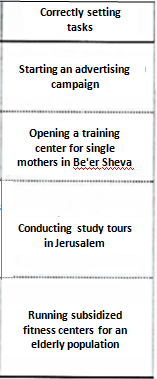 Correctly setting
tasks
Starting an advertising
campaign
Opening a training
center for single
mothers in Be'er Sheva
Conducting study tours
in Jerusalem
Running subsidized
fitness centers for an
elderly population